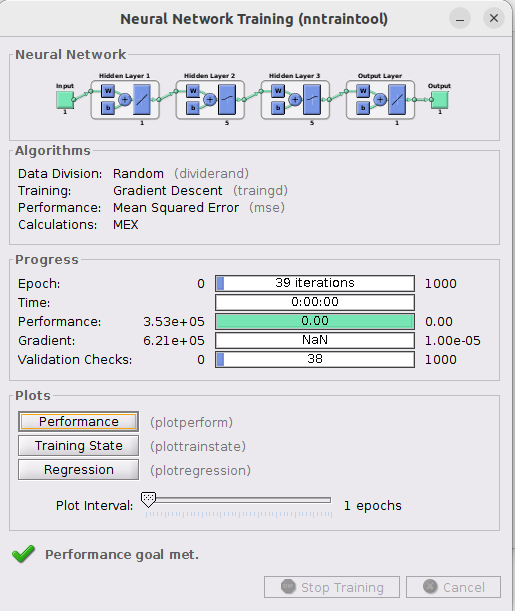 Neural Network Training (nntraintool)
Neural Network
Hidden Layer 1 Hidden Layer 2 Hidden Layer 3 Output Layer
Input Output
W W W W
+ + + +
b b b b
1 1 5 5 1 1
Algorithms
Data Division: Random (dividerand)
Training: Gradient Descent (traingd)
Performance: Mean Squared Error (mse)
Calculations: MEX
Progress
Epoch: 0 39 iterations 1000
Time: 0:00:00
Performance: 3.53e+05 0.00 0.00
Gradient: 6.21e+05 NaN 1.00e-05
Validation Checks: 0 38 1000
Plots
Performance (plotperform)
Training State (plottrainstate)
Regression (plotregression)
Plot Interval: 1 epochs
Performance goal met.
Stop Training Cancel